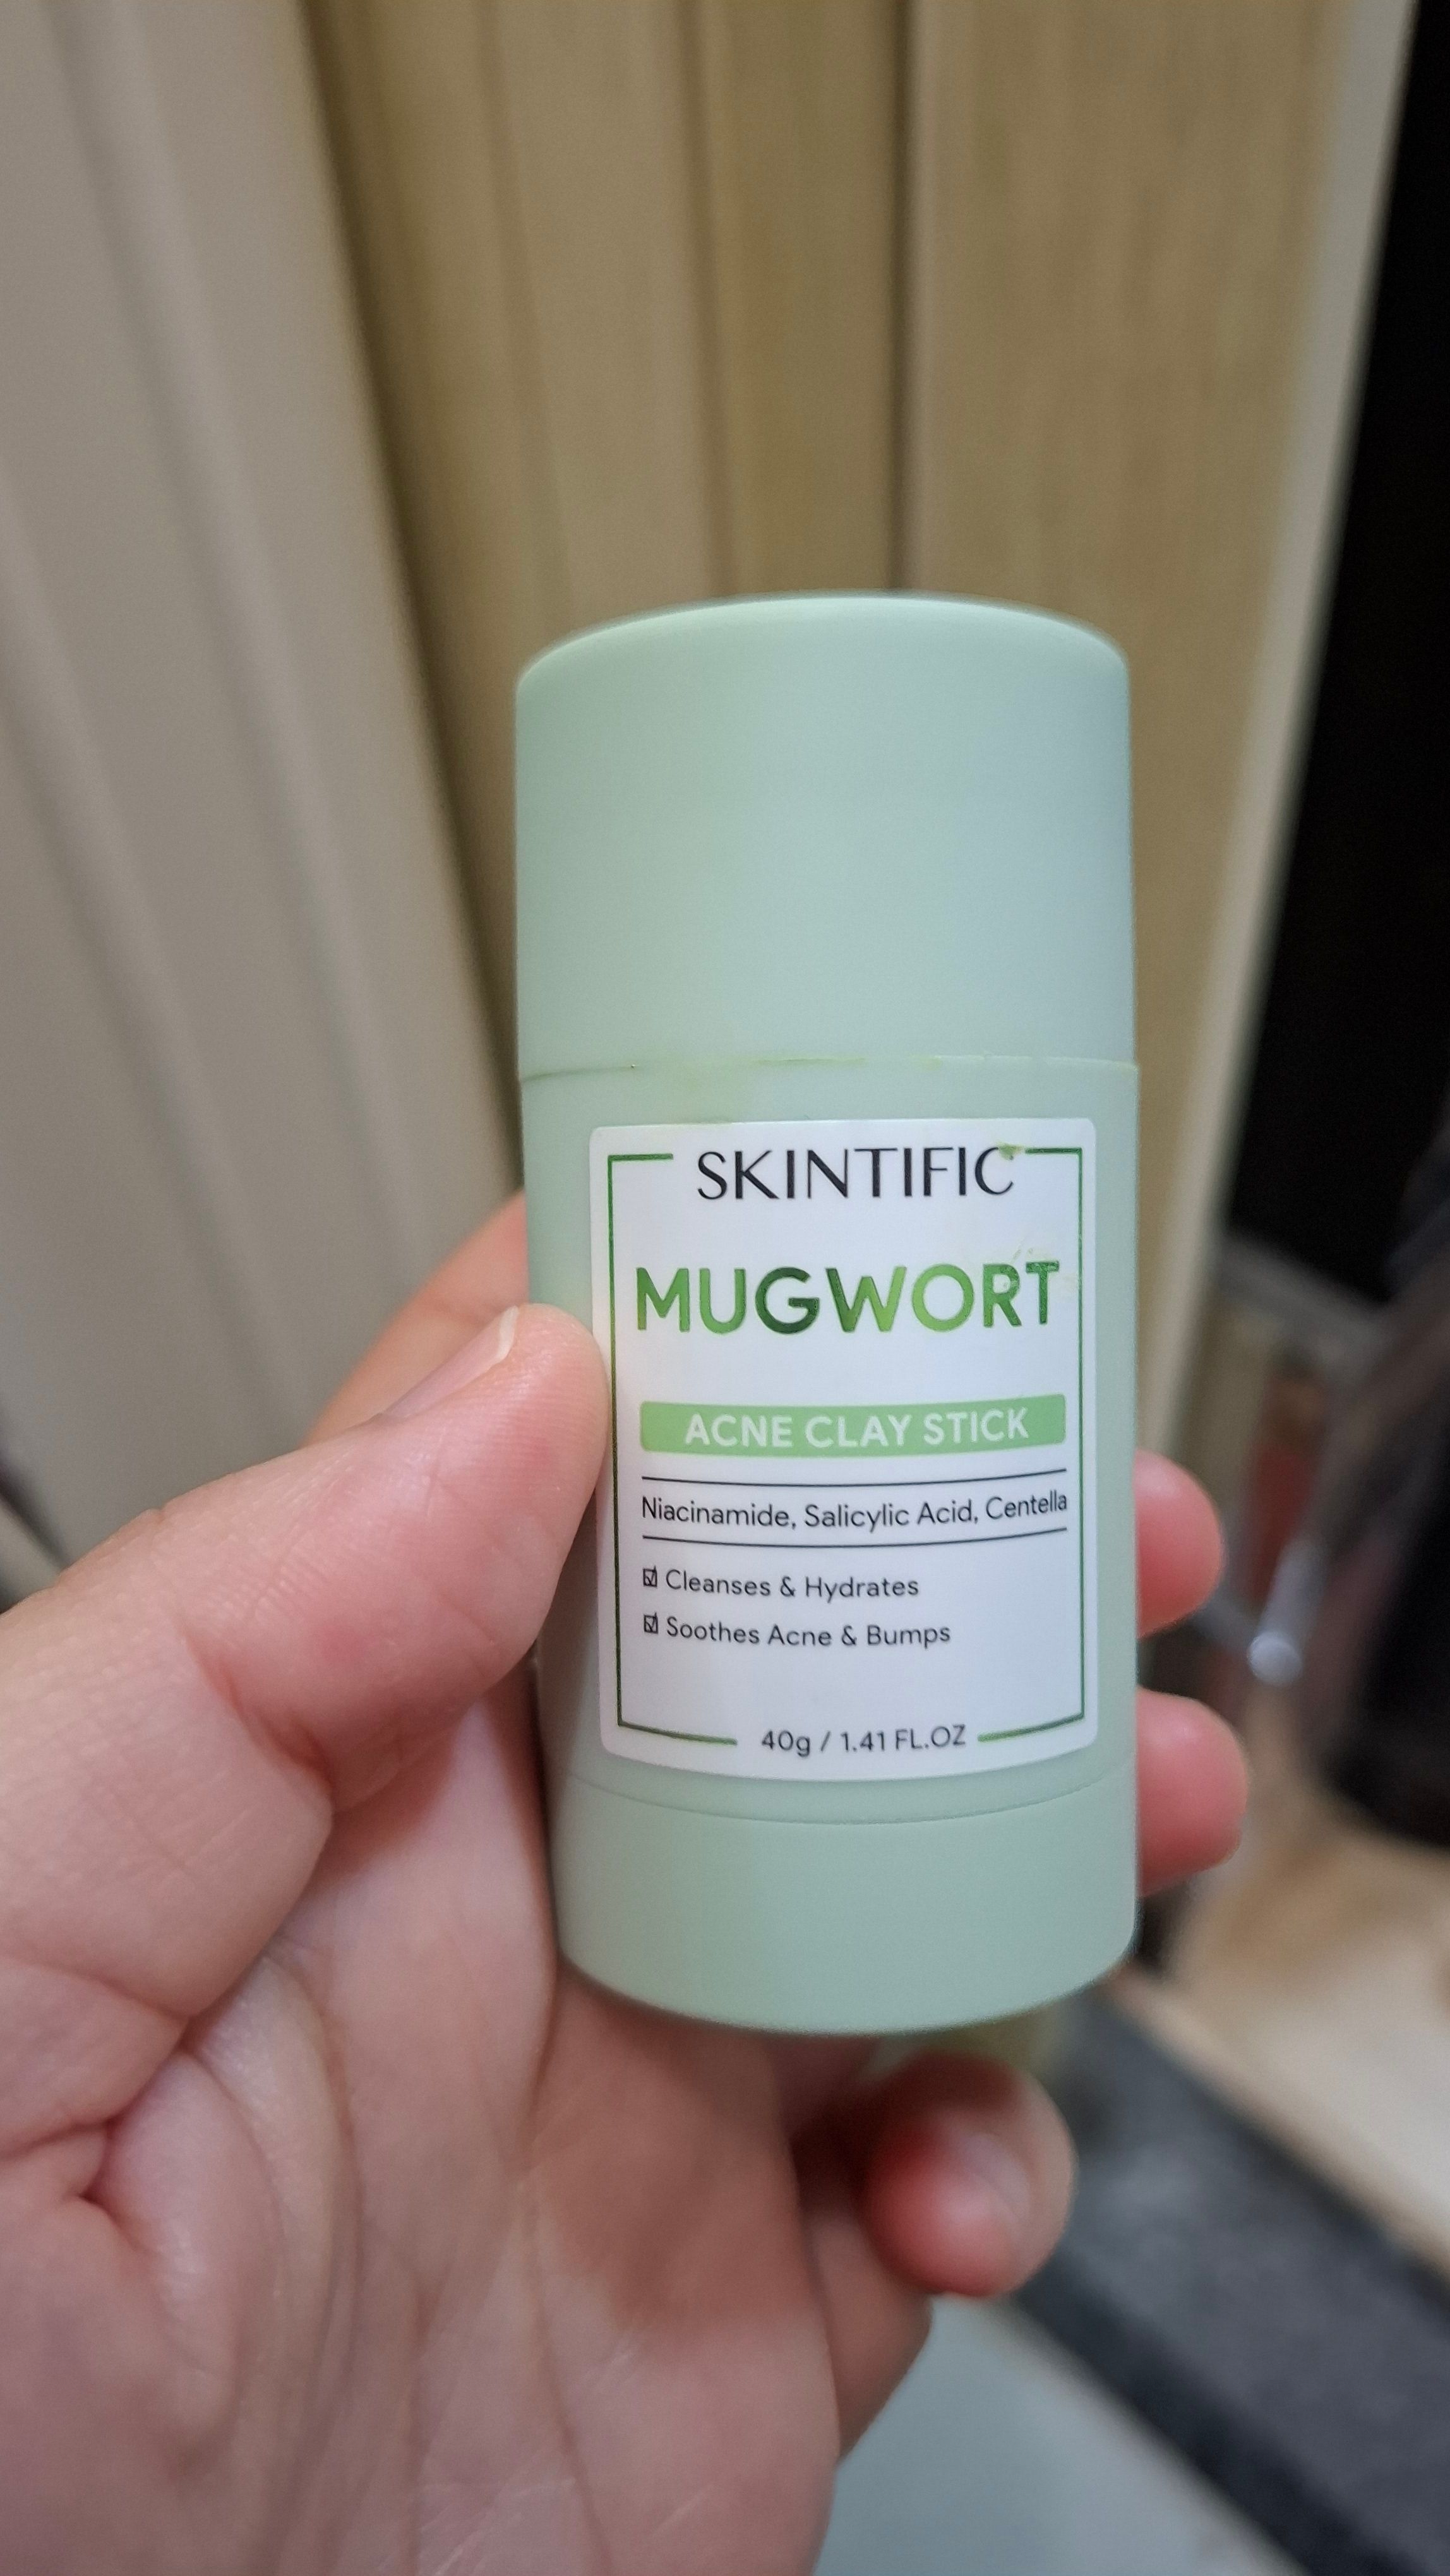 SKINTIFIC
MUGWORT
ACNE CLAY STICK
Niacinamide, Salicylic Acid, Centella
☑ Cleanses & Hydrates
☑ Soothes Acne & Bumps
40g / 1.41 FL.OZ